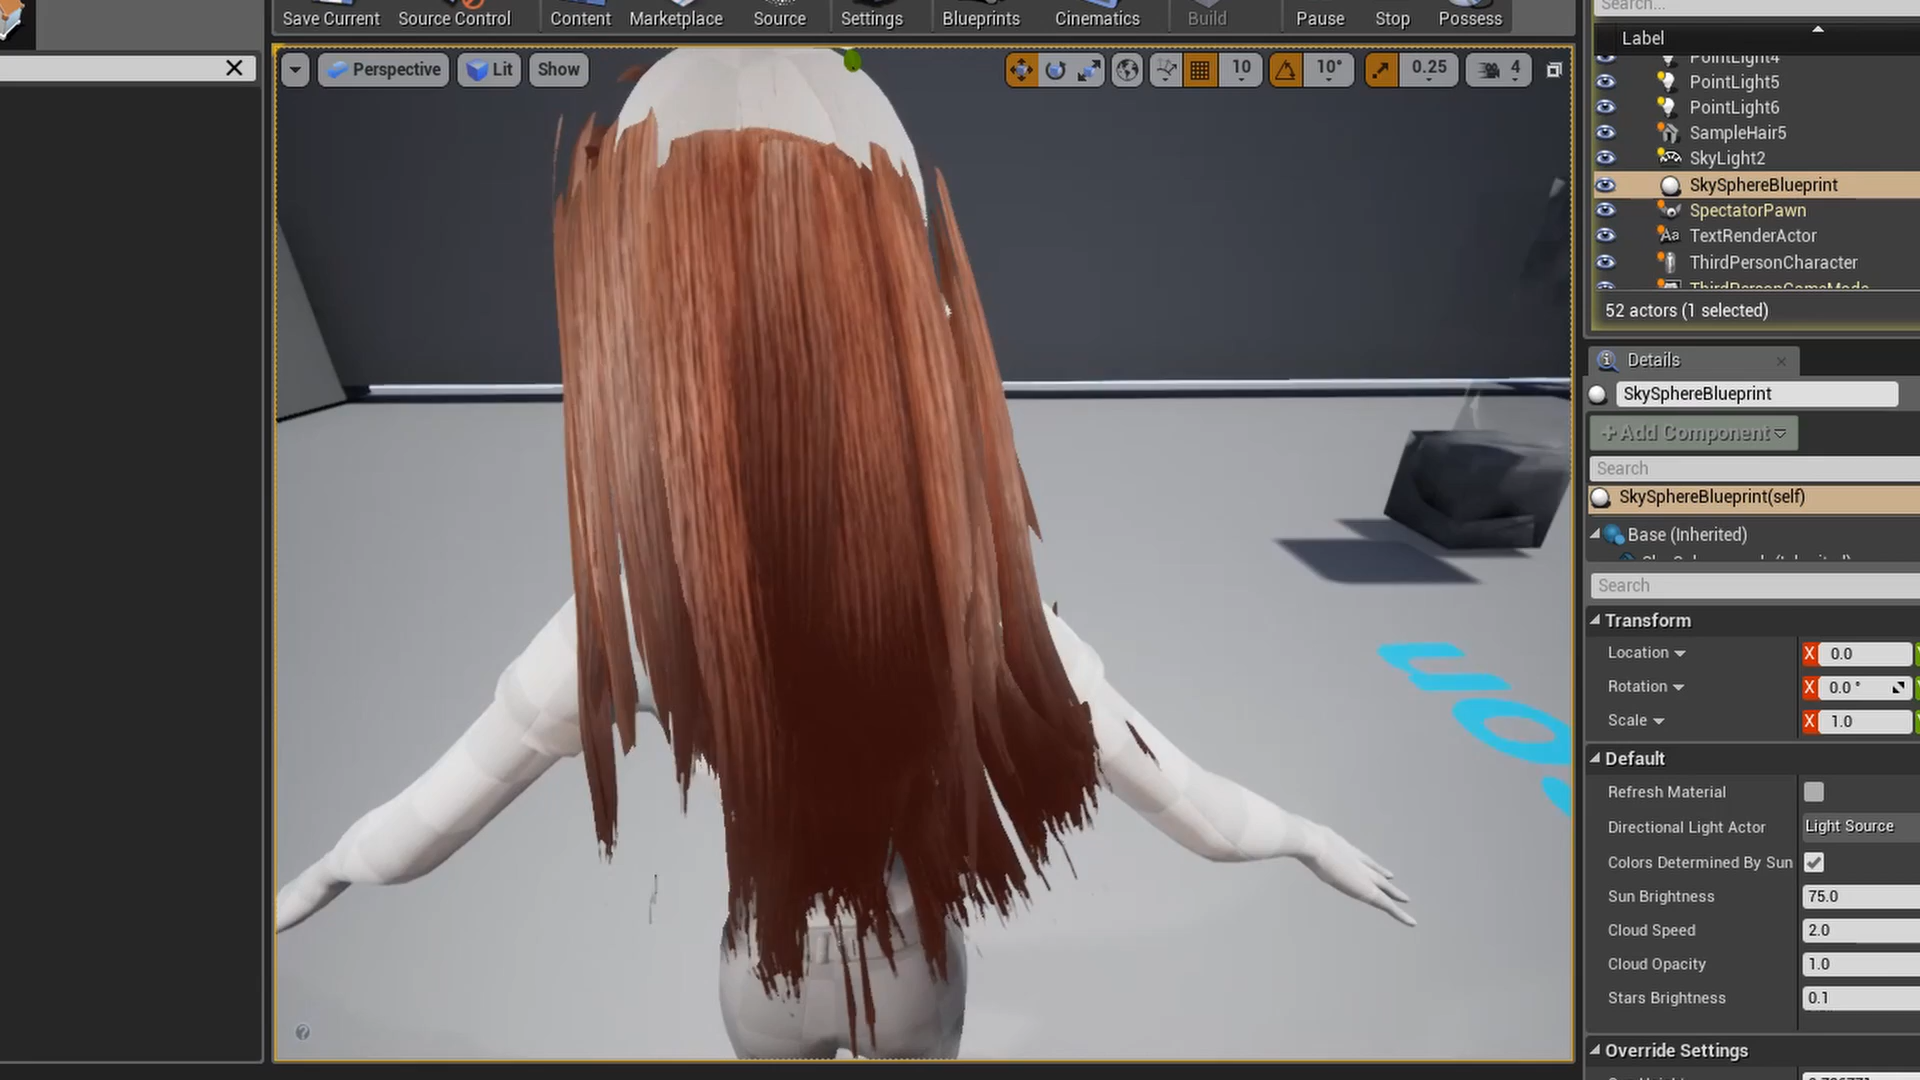 Save Current Source Control Content Marketplace Source Settings Blueprints Cinematics Build Pause Stop Possess
Search...
Label
Perspective Lit Show 10 10° 0.25 4
PointLight4
PointLight5
PointLight6
SampleHair5
SkyLight2
SkySphereBlueprint
SpectatorPawn
TextRenderActor
ThirdPersonCharacter
ThirdPersonGameMode
52 actors (1 selected)
Details
SkySphereBlueprint
+Add Component
Search
SkySphereBlueprint(self)
Base (Inherited)
Search
Transform
Location X 0.0
Rotation X 0.0 °
Scale X 1.0
Default
Refresh Material
Directional Light Actor Light Source
Colors Determined By Sun
Sun Brightness 75.0
Cloud Speed 2.0
Cloud Opacity 1.0
Stars Brightness 0.1
Override Settings